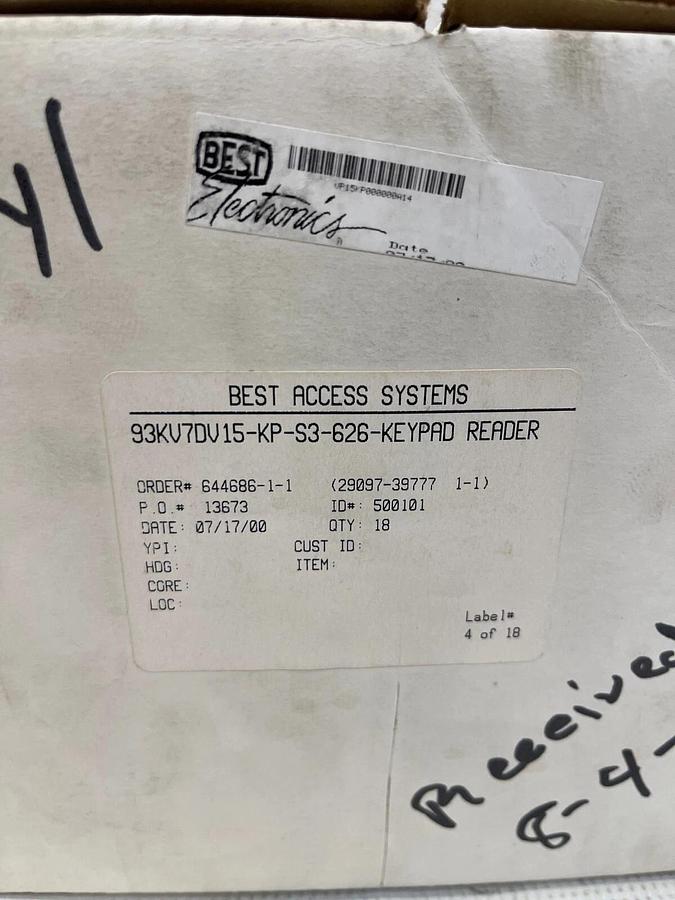 BEST
Electronics
Date
BEST ACCESS SYSTEMS
93KV7DV15-KP-S3-626-KEYPAD READER
ORDER# 644686-1-1 (29097-39777 1-1)
P.O.# 13673 ID#: 500101
DATE: 07/17/00 QTY: 18
YPI: CUST ID:
HDG: ITEM:
CORE:
LOC:
Label#
4 of 18
Received
8-4-